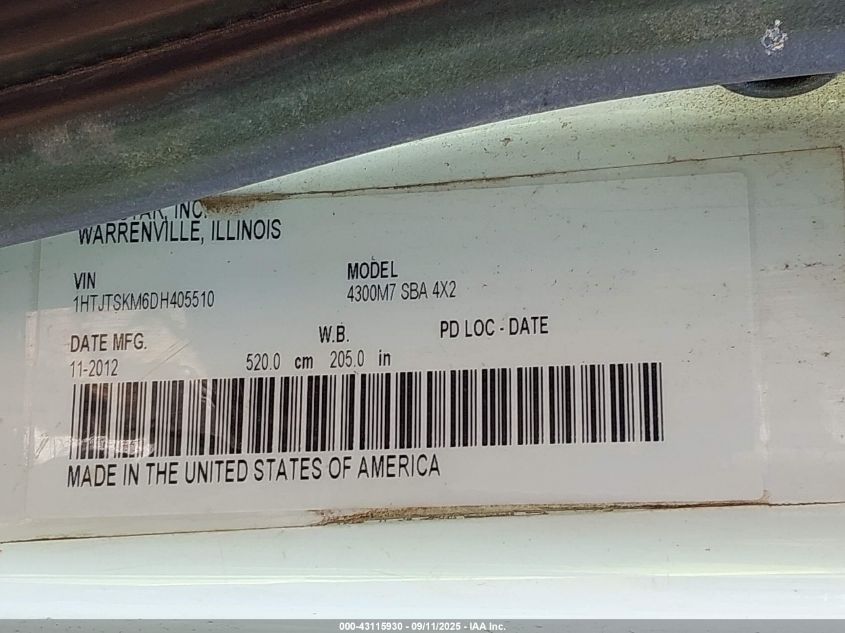 INC.
WARRENVILLE, ILLINOIS
VIN MODEL
1HTJTSKM6DH405510 4300M7 SBA 4X2
DATE MFG. W.B. PD LOC - DATE
11-2012 520.0 cm 205.0 in
MADE IN THE UNITED STATES OF AMERICA
000-43115930 - 09/11/2025 - IAA Inc.